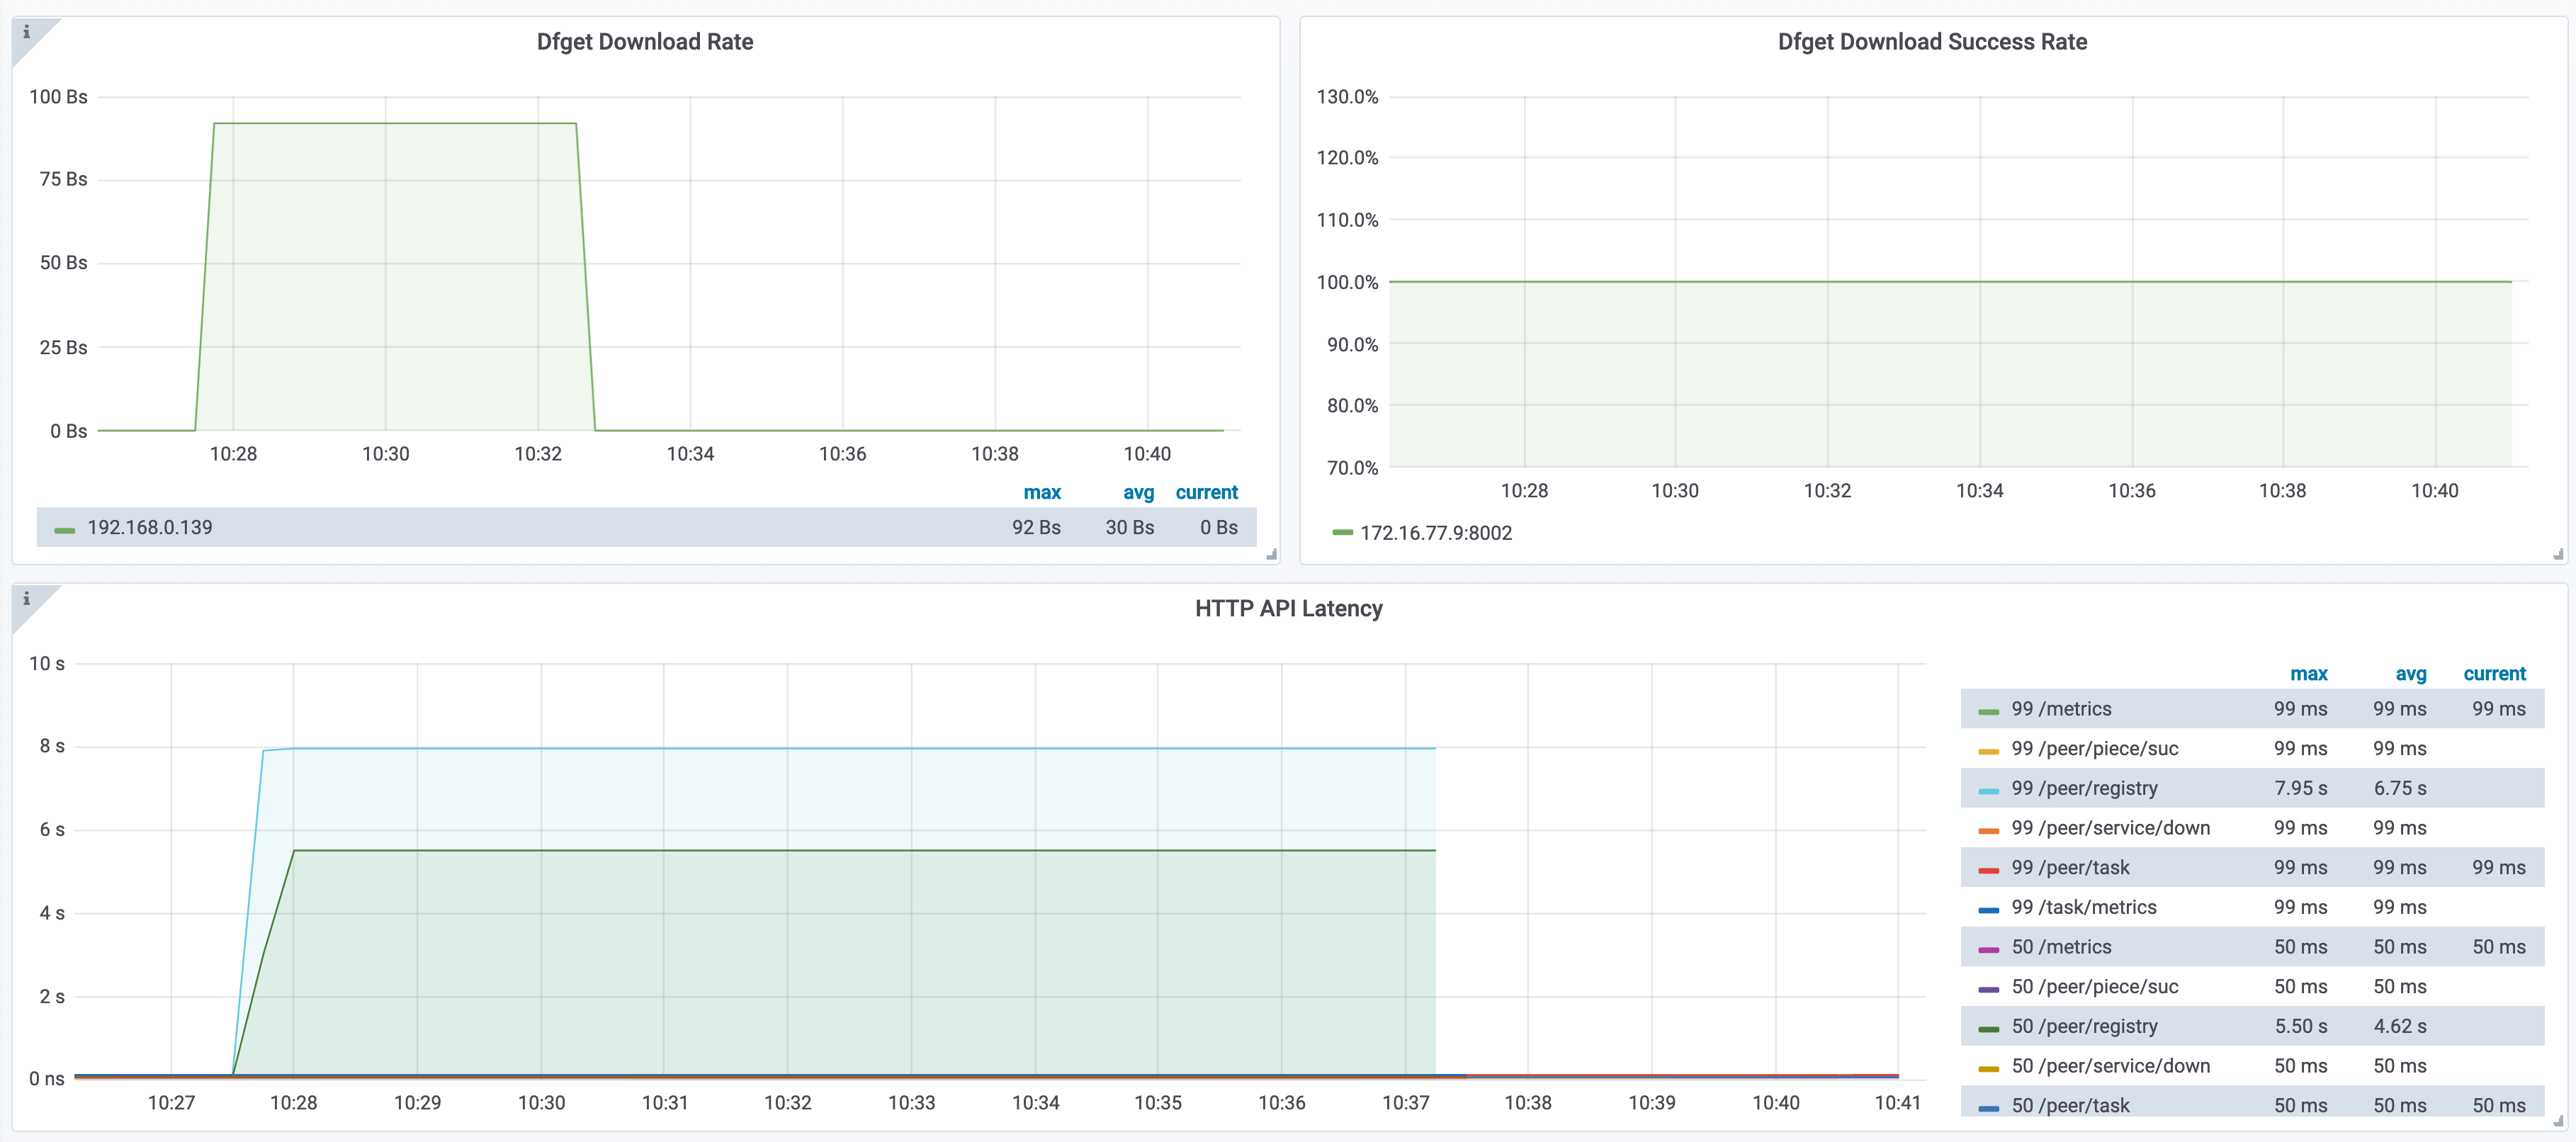 Dfget Download Rate
100 Bs
75 Bs
50 Bs
25 Bs
0 Bs
10:28 10:30 10:32 10:34 10:36 10:38 10:40
max avg current
192.168.0.139 92 Bs 30 Bs 0 Bs
Dfget Download Success Rate
130.0%
120.0%
110.0%
100.0%
90.0%
80.0%
70.0%
10:28 10:30 10:32 10:34 10:36 10:38 10:40
172.16.77.9:8002
HTTP API Latency
10 s
8 s
6 s
4 s
2 s
0 ns
10:27 10:28 10:29 10:30 10:31 10:32 10:33 10:34 10:35 10:36 10:37 10:38 10:39 10:40 10:41
max avg current
99 /metrics 99 ms 99 ms 99 ms
99 /peer/piece/suc 99 ms 99 ms
99 /peer/registry 7.95 s 6.75 s
99 /peer/service/down 99 ms 99 ms
99 /peer/task 99 ms 99 ms 99 ms
99 /task/metrics 99 ms 99 ms
50 /metrics 50 ms 50 ms 50 ms
50 /peer/piece/suc 50 ms 50 ms
50 /peer/registry 5.50 s 4.62 s
50 /peer/service/down 50 ms 50 ms
50 /peer/task 50 ms 50 ms 50 ms